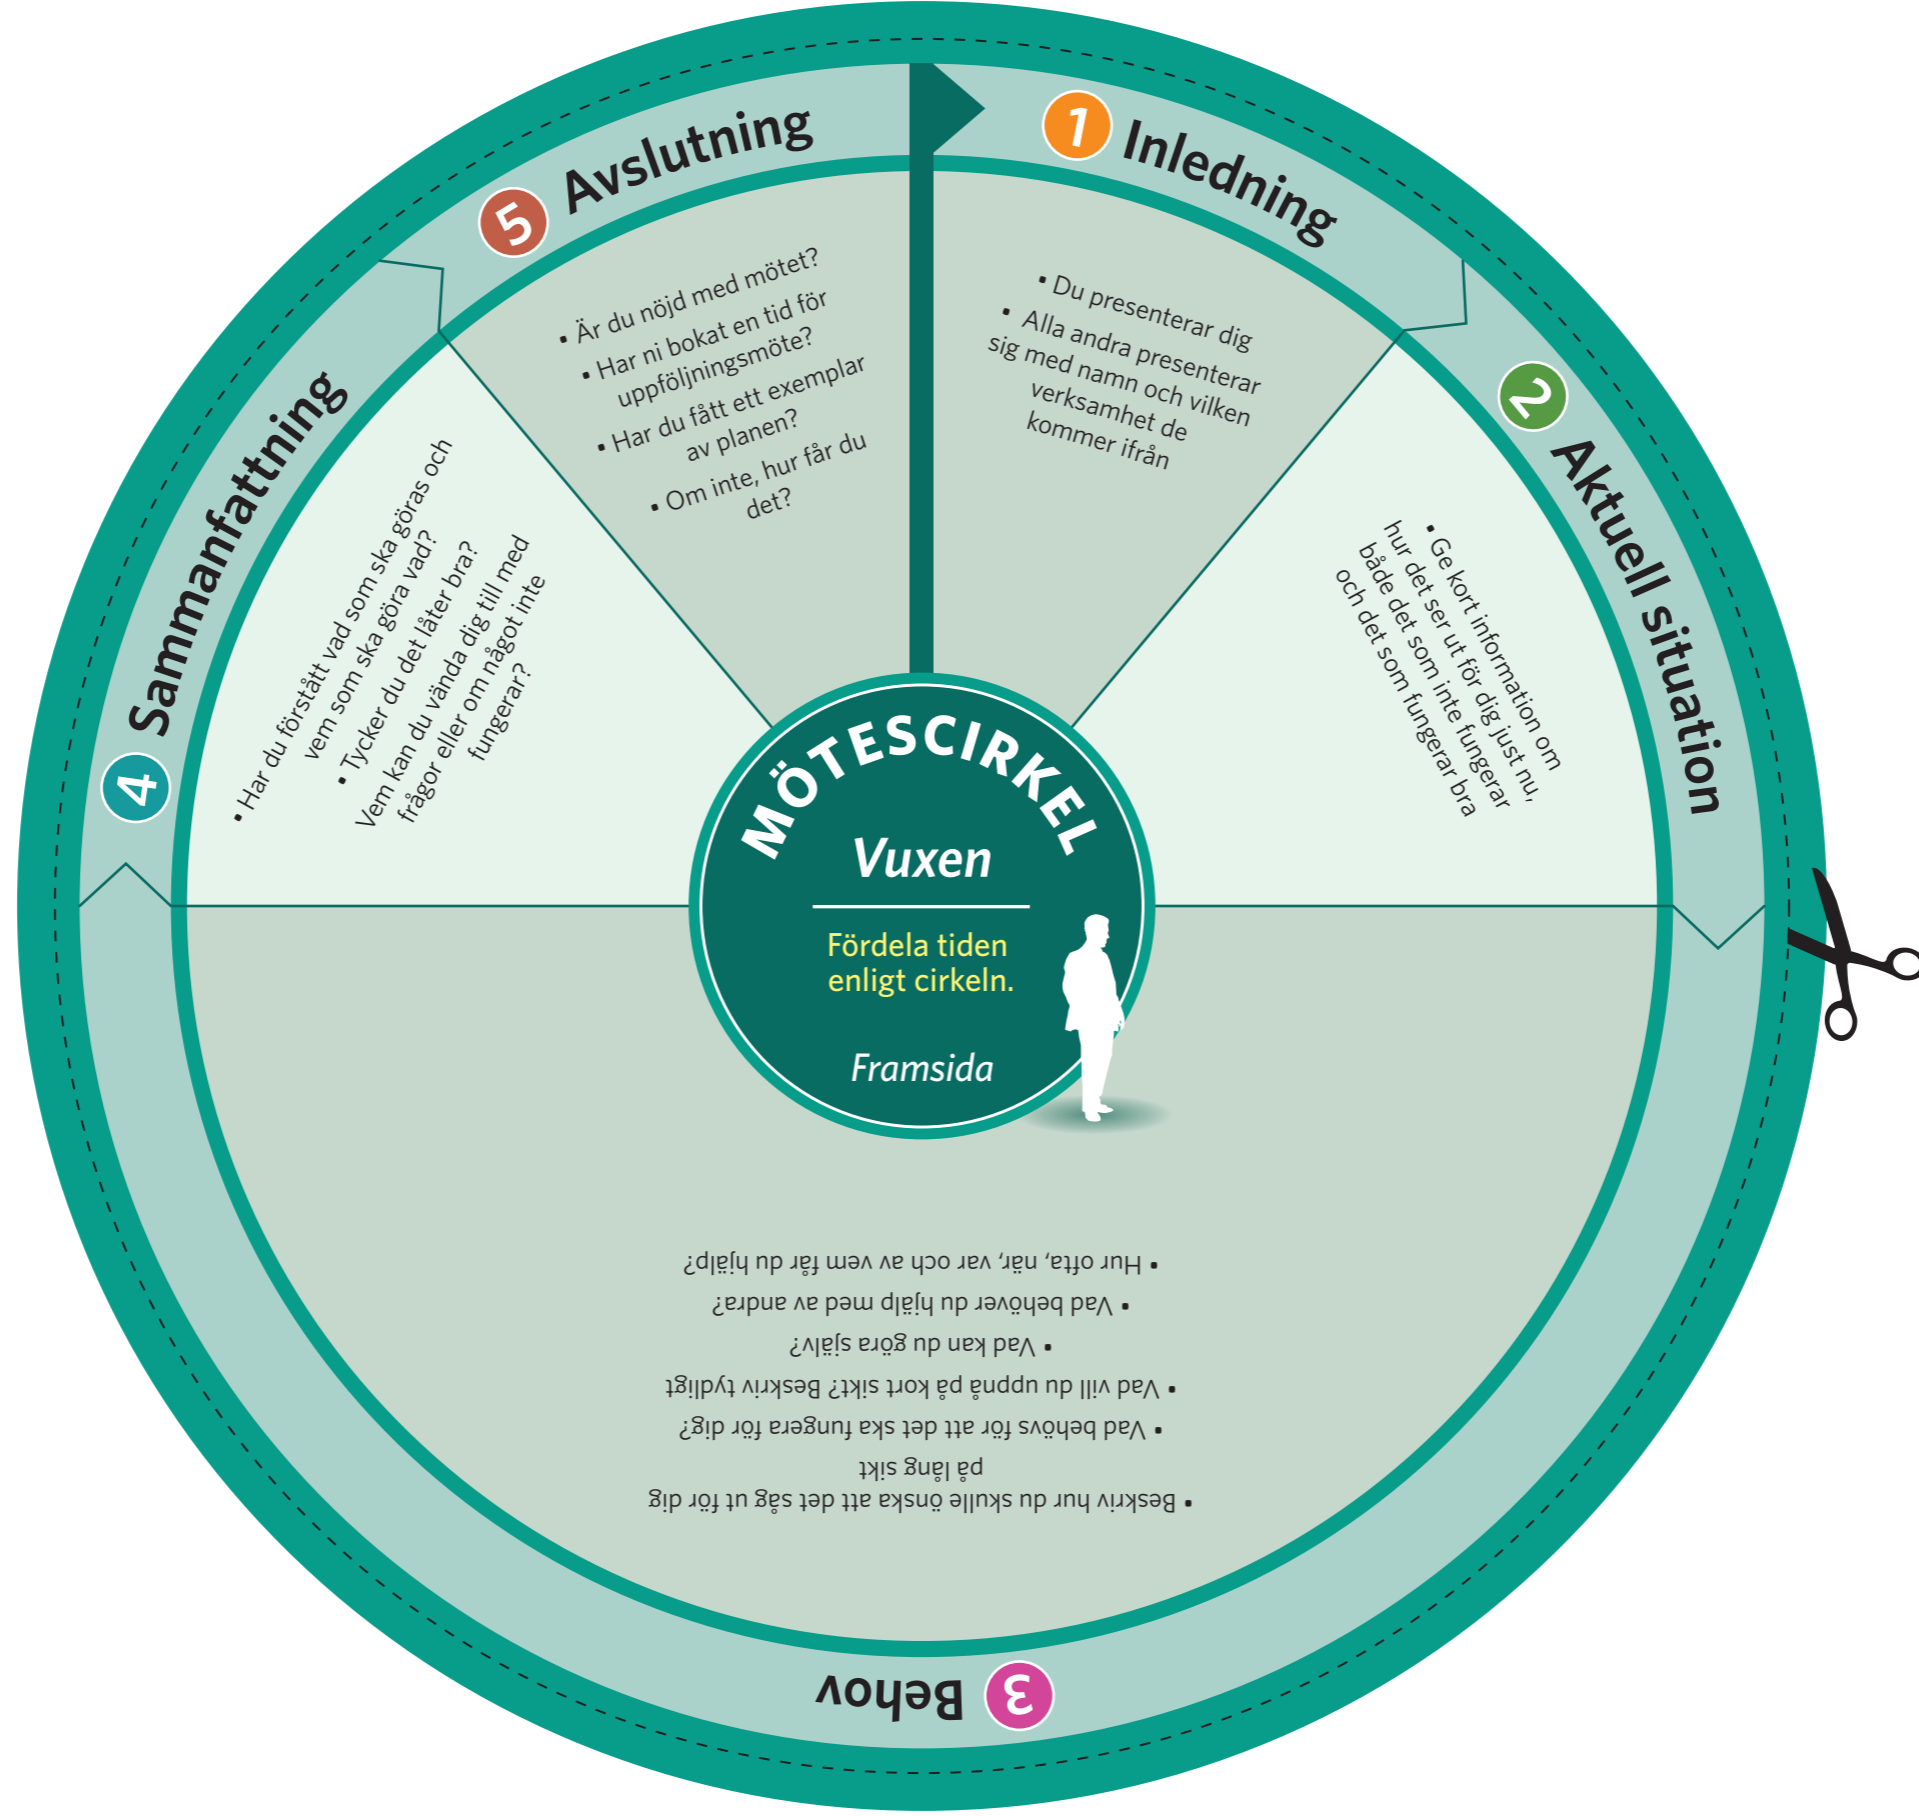 MÖTESCIRKEL
Vuxen
Fördela tiden
enligt cirkeln.
Framsida
1 Inledning
• Du presenterar dig
• Alla andra presenterar
sig med namn och vilken
verksamhet de
kommer ifrån
2 Aktuell situation
• Ge kort information om
hur det ser ut för dig just nu,
både det som inte fungerar
och det som fungerar bra
3 Behov
• Beskriv hur du skulle önska att det såg ut för dig
på lång sikt
• Vad behövs för att det ska fungera för dig?
• Vad vill du uppnå på kort sikt? Beskriv tydligt
• Vad kan du göra själv?
• Vad behöver du hjälp med av andra?
• Hur ofta, när, var och av vem får du hjälp?
4 Sammanfattning
• Har du förstått vad som ska göras och
vem som ska göra vad?
• Tycker du det låter bra?
Vem kan du vända dig till med
frågor eller om något inte
fungerar?
5 Avslutning
• Är du nöjd med mötet?
• Har ni bokat en tid för
uppföljningsmöte?
• Har du fått ett exemplar
av planen?
• Om inte, hur får du
det?